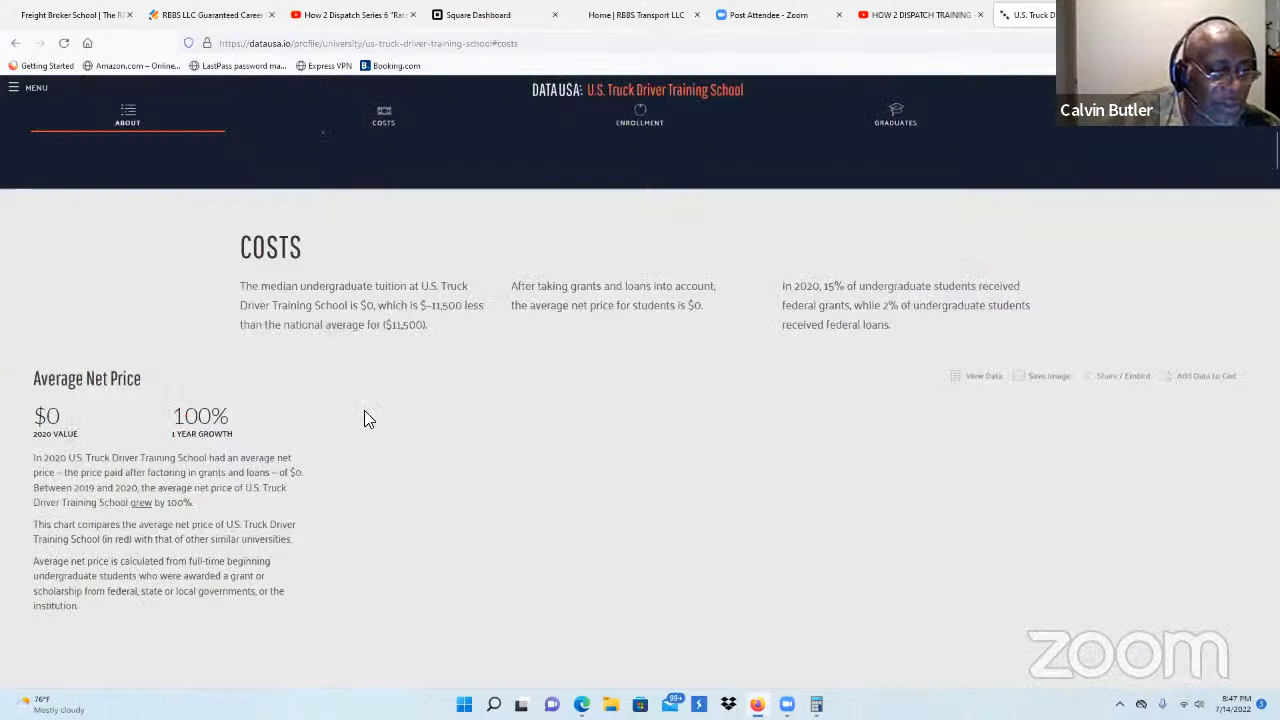 Freight Broker School | The R
RBBS LLC Guaranteed Career
How 2 Dispatch Series 6 "Rat
Square Dashboard
Home | RBBS Transport LLC
Post Attendee - Zoom
HOW 2 DISPATCH TRAINING -
U.S. Truck D
https://datausa.io/profile/university/us-truck-driver-training-school#costs
Getting Started
Amazon.com – Online...
LastPass password ma...
Express VPN
Booking.com
Calvin Butler
MENU
DATA USA: U.S. Truck Driver Training School
ABOUT
COSTS
ENROLLMENT
GRADUATES
COSTS
The median undergraduate tuition at U.S. Truck
Driver Training School is $0, which is $-11,500 less
than the national average for ($11,500).
After taking grants and loans into account,
the average net price for students is $0.
In 2020, 15% of undergraduate students received
federal grants, while 2% of undergraduate students
received federal loans.
Average Net Price
View Data
Save Image
Share / Embed
Add Data to Cart
$0
2020 VALUE
100%
1 YEAR GROWTH
In 2020 U.S. Truck Driver Training School had an average net
price – the price paid after factoring in grants and loans – of $0.
Between 2019 and 2020, the average net price of U.S. Truck
Driver Training School grew by 100%.
This chart compares the average net price of U.S. Truck Driver
Training School (in red) with that of other similar universities.
Average net price is calculated from full-time beginning
undergraduate students who were awarded a grant or
scholarship from federal, state or local governments, or the
institution.
zoom
76°F
Mostly cloudy
99+
8:47 PM
7/14/2022
3